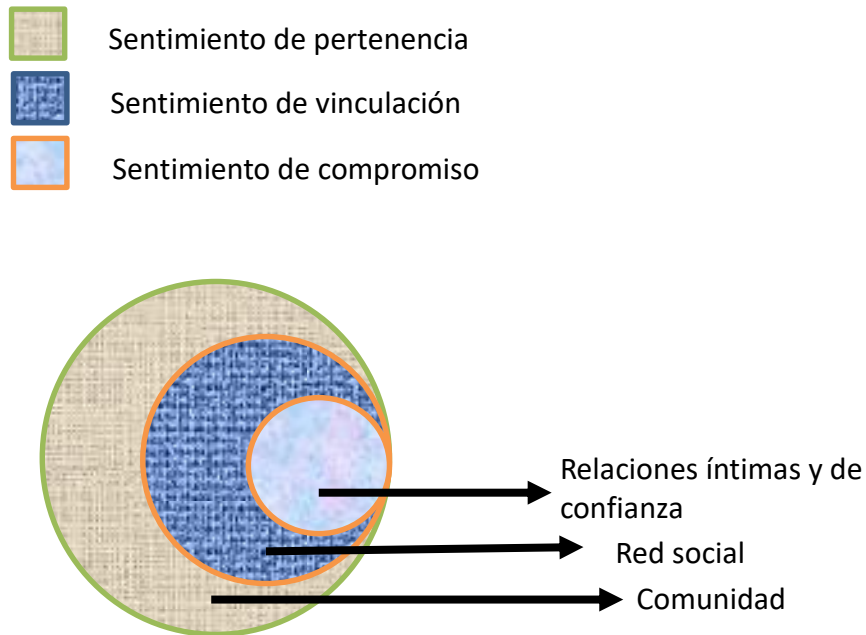 Sentimiento de pertenencia
Sentimiento de vinculación
Sentimiento de compromiso
Relaciones íntimas y de
confianza
Red social
Comunidad